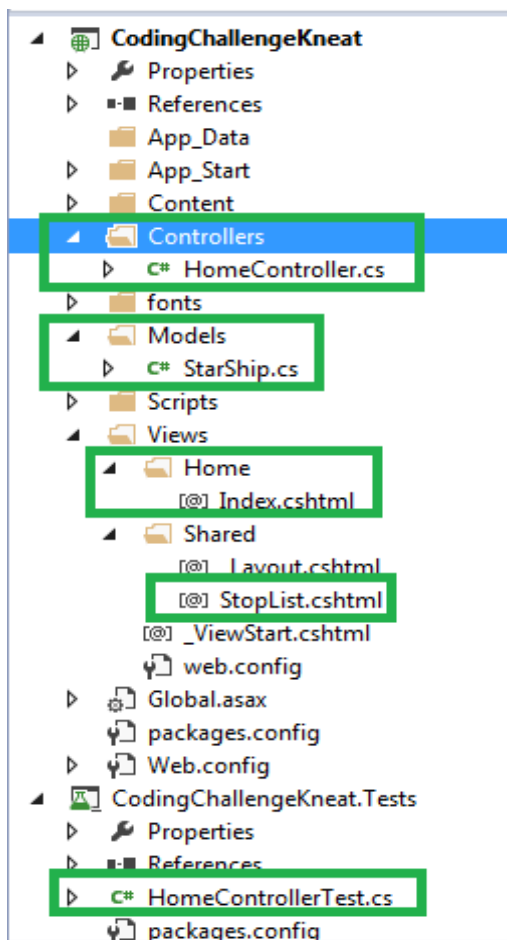 CodingChallengeKneat
Properties
References
App_Data
App_Start
Content
Controllers
C# HomeController.cs
fonts
Models
C# StarShip.cs
Scripts
Views
Home
[@] Index.cshtml
Shared
[@] _Layout.cshtml
[@] StopList.cshtml
[@] _ViewStart.cshtml
web.config
Global.asax
packages.config
Web.config
CodingChallengeKneat.Tests
Properties
References
C# HomeControllerTest.cs
packages.config